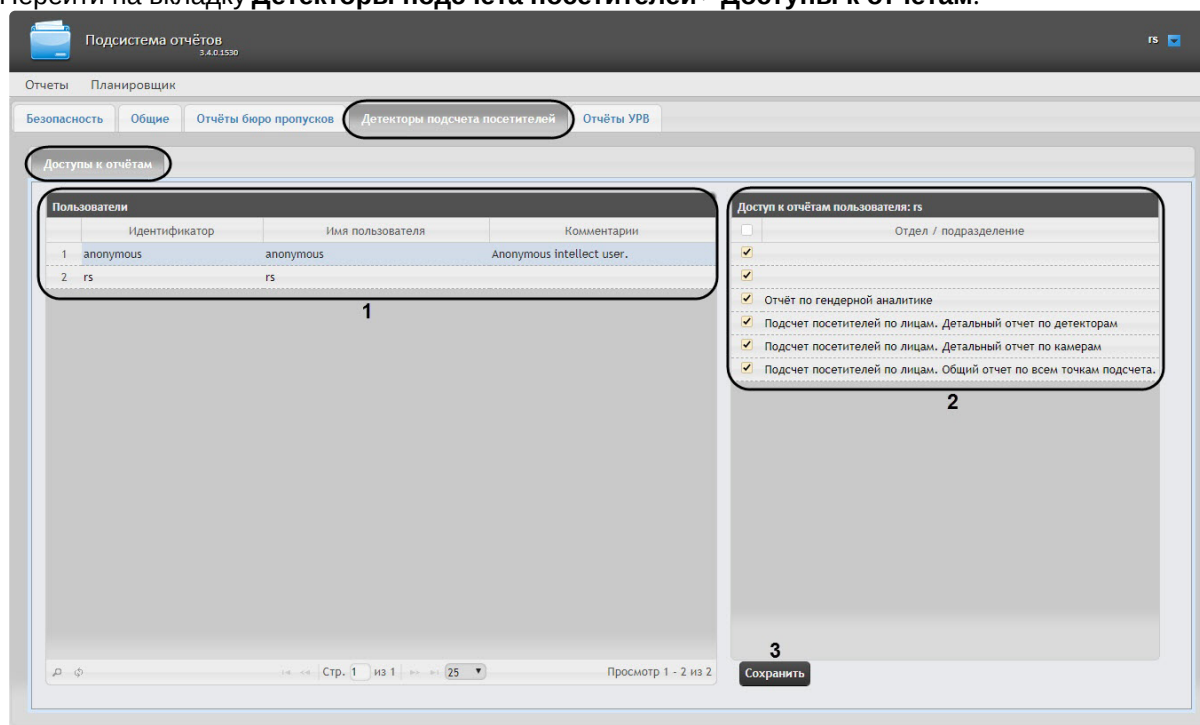 Перейти на вкладку Детекторы подсчета посетителей> Доступы к отчетам.
Подсистема отчётов
3.4.0.1530
rs
Отчеты Планировщик
Безопасность Общие Отчёты бюро пропусков Детекторы подсчета посетителей Отчёты УРВ
Доступы к отчётам
Пользователи
Идентификатор Имя пользователя Комментарии
1 anonymous anonymous Anonymous intellect user.
2 rs rs
1
Доступ к отчётам пользователя: rs
Отдел / подразделение
Отчёт по гендерной аналитике
Подсчет посетителей по лицам. Детальный отчет по детекторам
Подсчет посетителей по лицам. Детальный отчет по камерам
Подсчет посетителей по лицам. Общий отчет по всем точкам подсчета.
2
Стр. 1 из 1 25 Просмотр 1 - 2 из 2
3
Сохранить